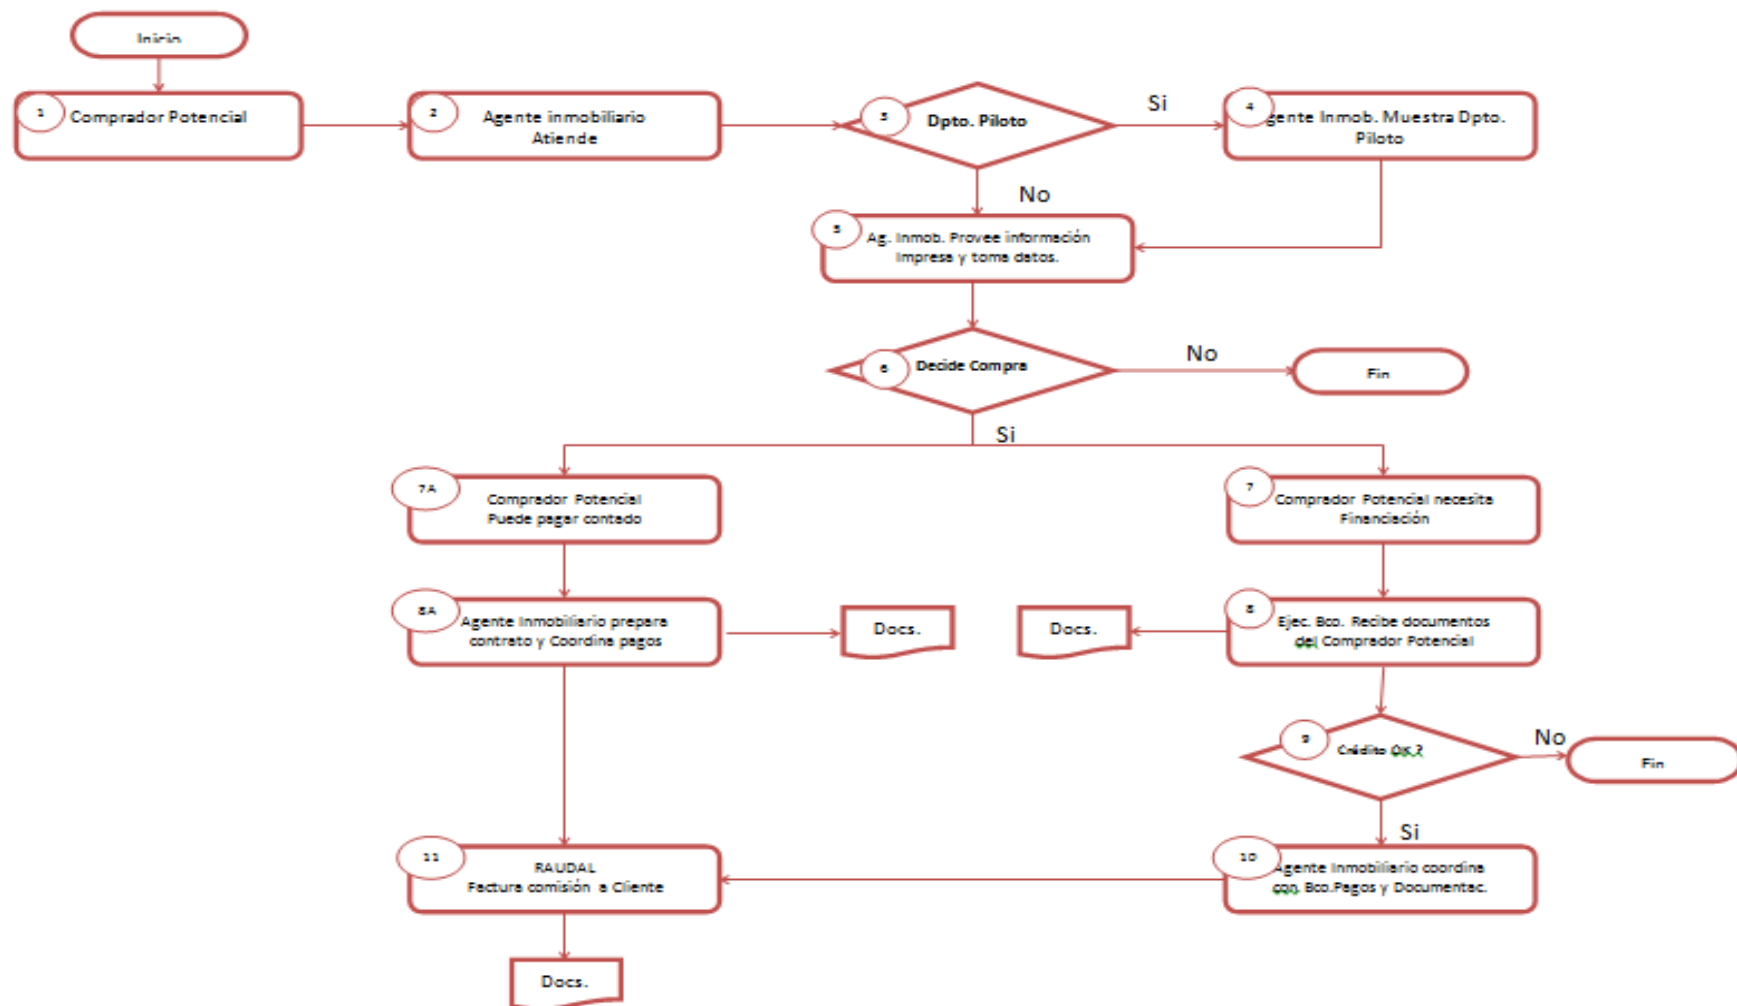 Inicio
1
Comprador Potencial
2
Agente inmobiliario
Atiende
3
Dpto. Piloto
Si
4
gente Inmob. Muestra Dpto.
Piloto
No
5
Ag. Inmob. Provee información
Impresa y toma datos.
6
Decide Compra
No
Fin
Si
7A
Comprador Potencial
Puede pagar contado
7
Comprador Potencial necesita
Financiación
8A
Agente Inmobiliario prepara
contrato y Coordina pagos
Docs.
Docs.
8
Ejec. Bco. Recibe documentos
del Comprador Potencial
9
Crédito OK?
No
Fin
Si
11
RAUDAL
Factura comisión a Cliente
10
Agente Inmobiliario coordina
con Bco.Pagos y Documentac.
Docs.